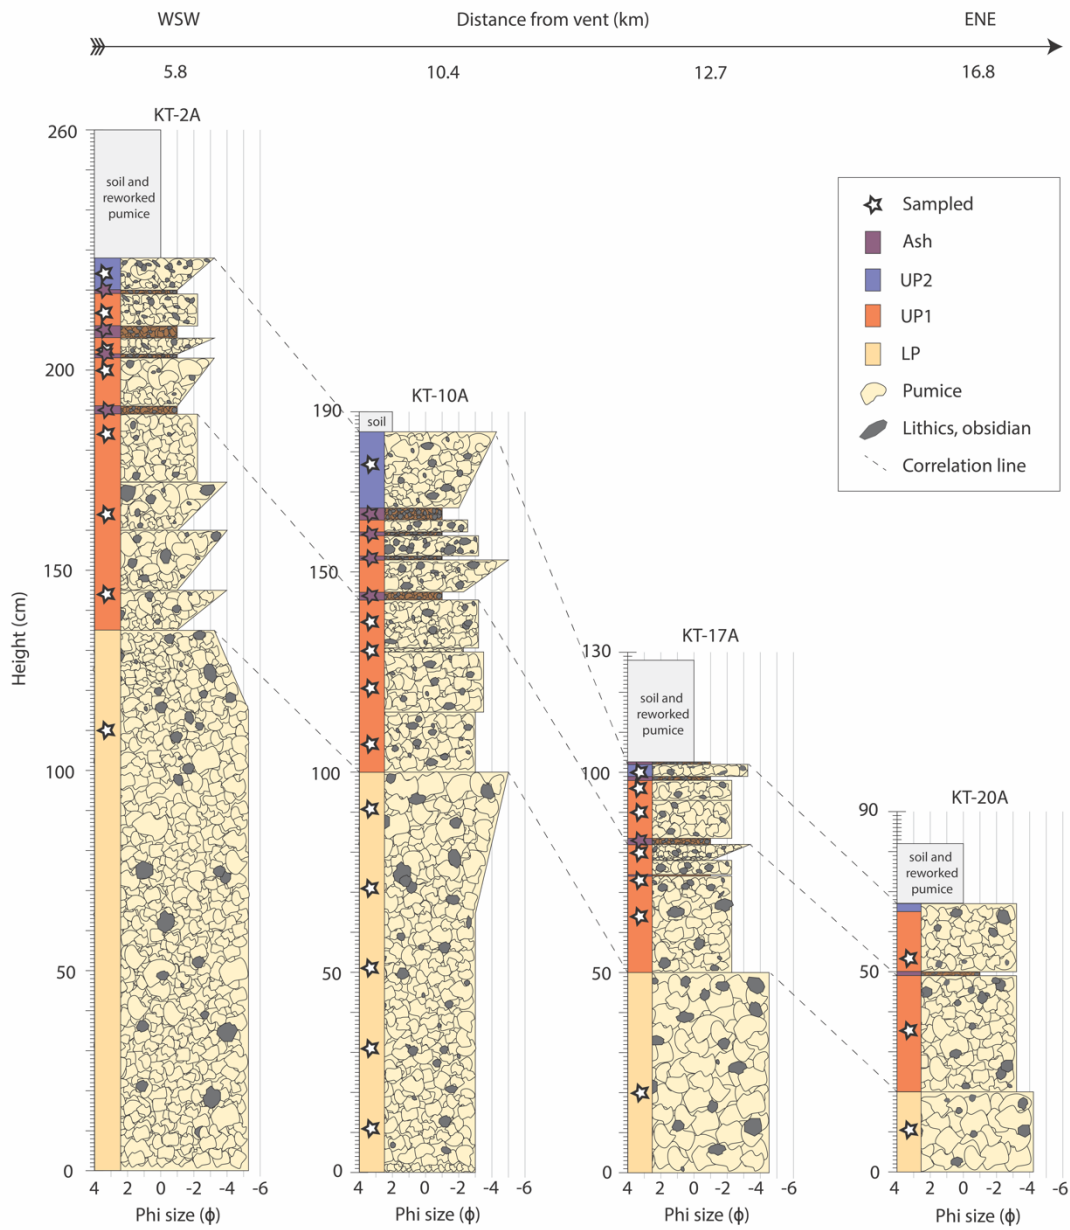 WSW
Distance from vent (km)
ENE
5.8
10.4
12.7
16.8
KT-2A
260
soil and
reworked
pumice
200
150
100
50
0
Height (cm)
4 2 0 -2 -4 -6
Phi size (ϕ)
KT-10A
190
soil
150
100
50
0
4 2 0 -2 -4 -6
Phi size (ϕ)
KT-17A
130
soil and
reworked
pumice
100
50
0
4 2 0 -2 -4 -6
Phi size (ϕ)
KT-20A
90
soil and
reworked
pumice
50
0
4 2 0 -2 -4 -6
Phi size (ϕ)
Sampled
Ash
UP2
UP1
LP
Pumice
Lithics, obsidian
Correlation line